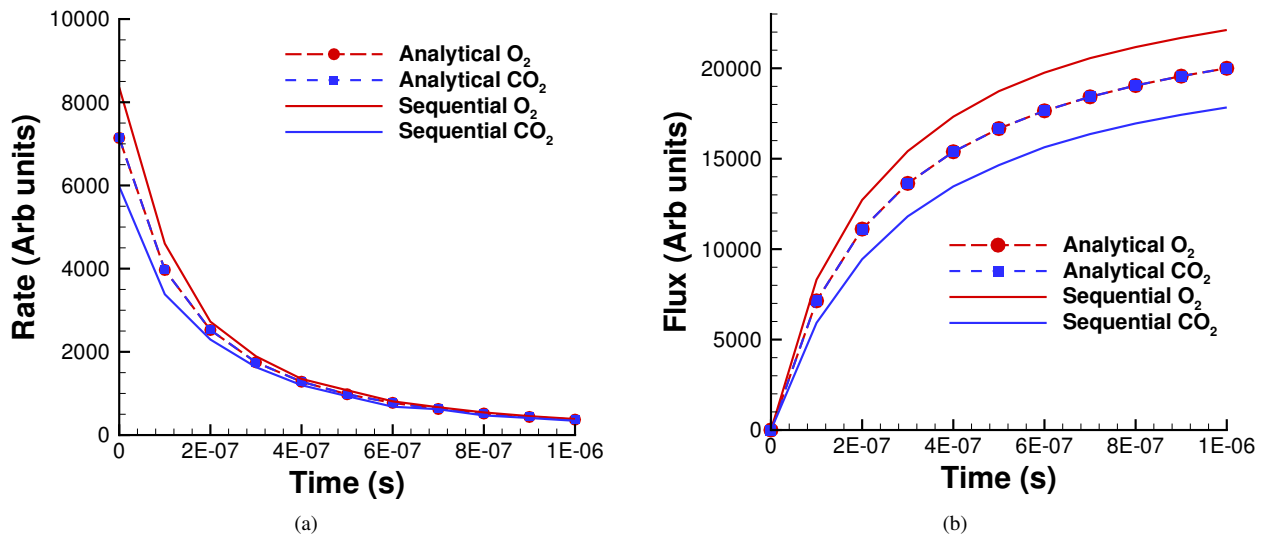 10000
8000
6000
4000
2000
0
Rate (Arb units)
Analytical O₂
Analytical CO₂
Sequential O₂
Sequential CO₂
0 2E-07 4E-07 6E-07 8E-07 1E-06
Time (s)
(a)
20000
15000
10000
5000
0
Flux (Arb units)
Analytical O₂
Analytical CO₂
Sequential O₂
Sequential CO₂
0 2E-07 4E-07 6E-07 8E-07 1E-06
Time (s)
(b)